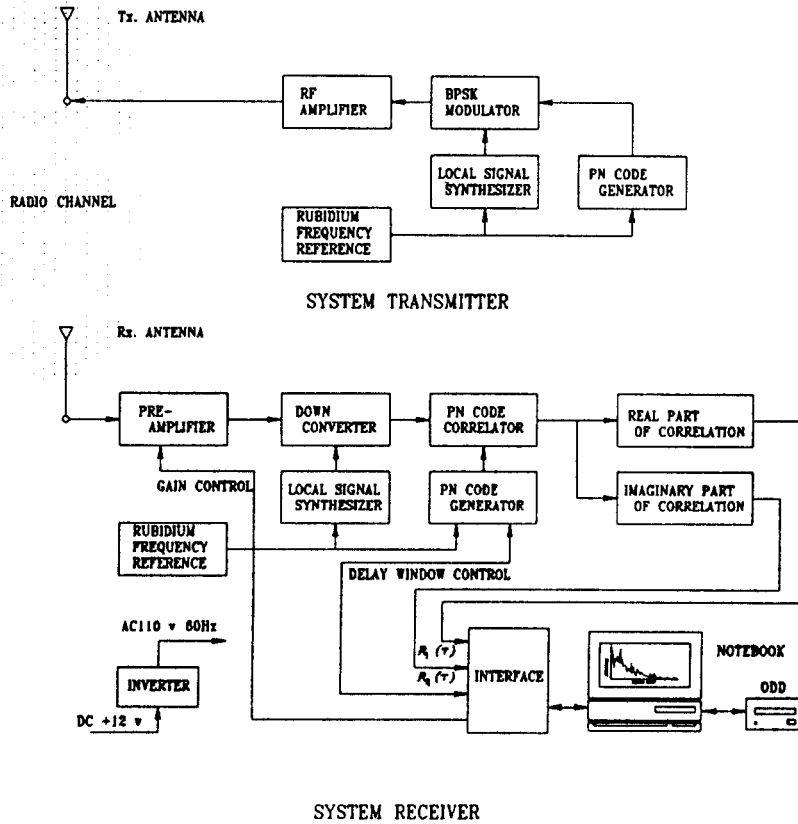 Tx. ANTENNA
RF
AMPLIFIER
BPSK
MODULATOR
LOCAL SIGNAL
SYNTHESIZER
PN CODE
GENERATOR
RADIO CHANNEL
RUBIDIUM
FREQUENCY
REFERENCE
SYSTEM TRANSMITTER
Rx. ANTENNA
PRE-
AMPLIFIER
DOWN
CONVERTER
PN CODE
CORRELATOR
REAL PART
OF CORRELATION
GAIN CONTROL
LOCAL SIGNAL
SYNTHESIZER
PN CODE
GENERATOR
IMAGINARY PART
OF CORRELATION
RUBIDIUM
FREQUENCY
REFERENCE
DELAY WINDOW CONTROL
AC110 v 60Hz
R_I (τ)
R_q (τ)
INTERFACE
NOTEBOOK
INVERTER
ODD
DC +12 v
SYSTEM RECEIVER